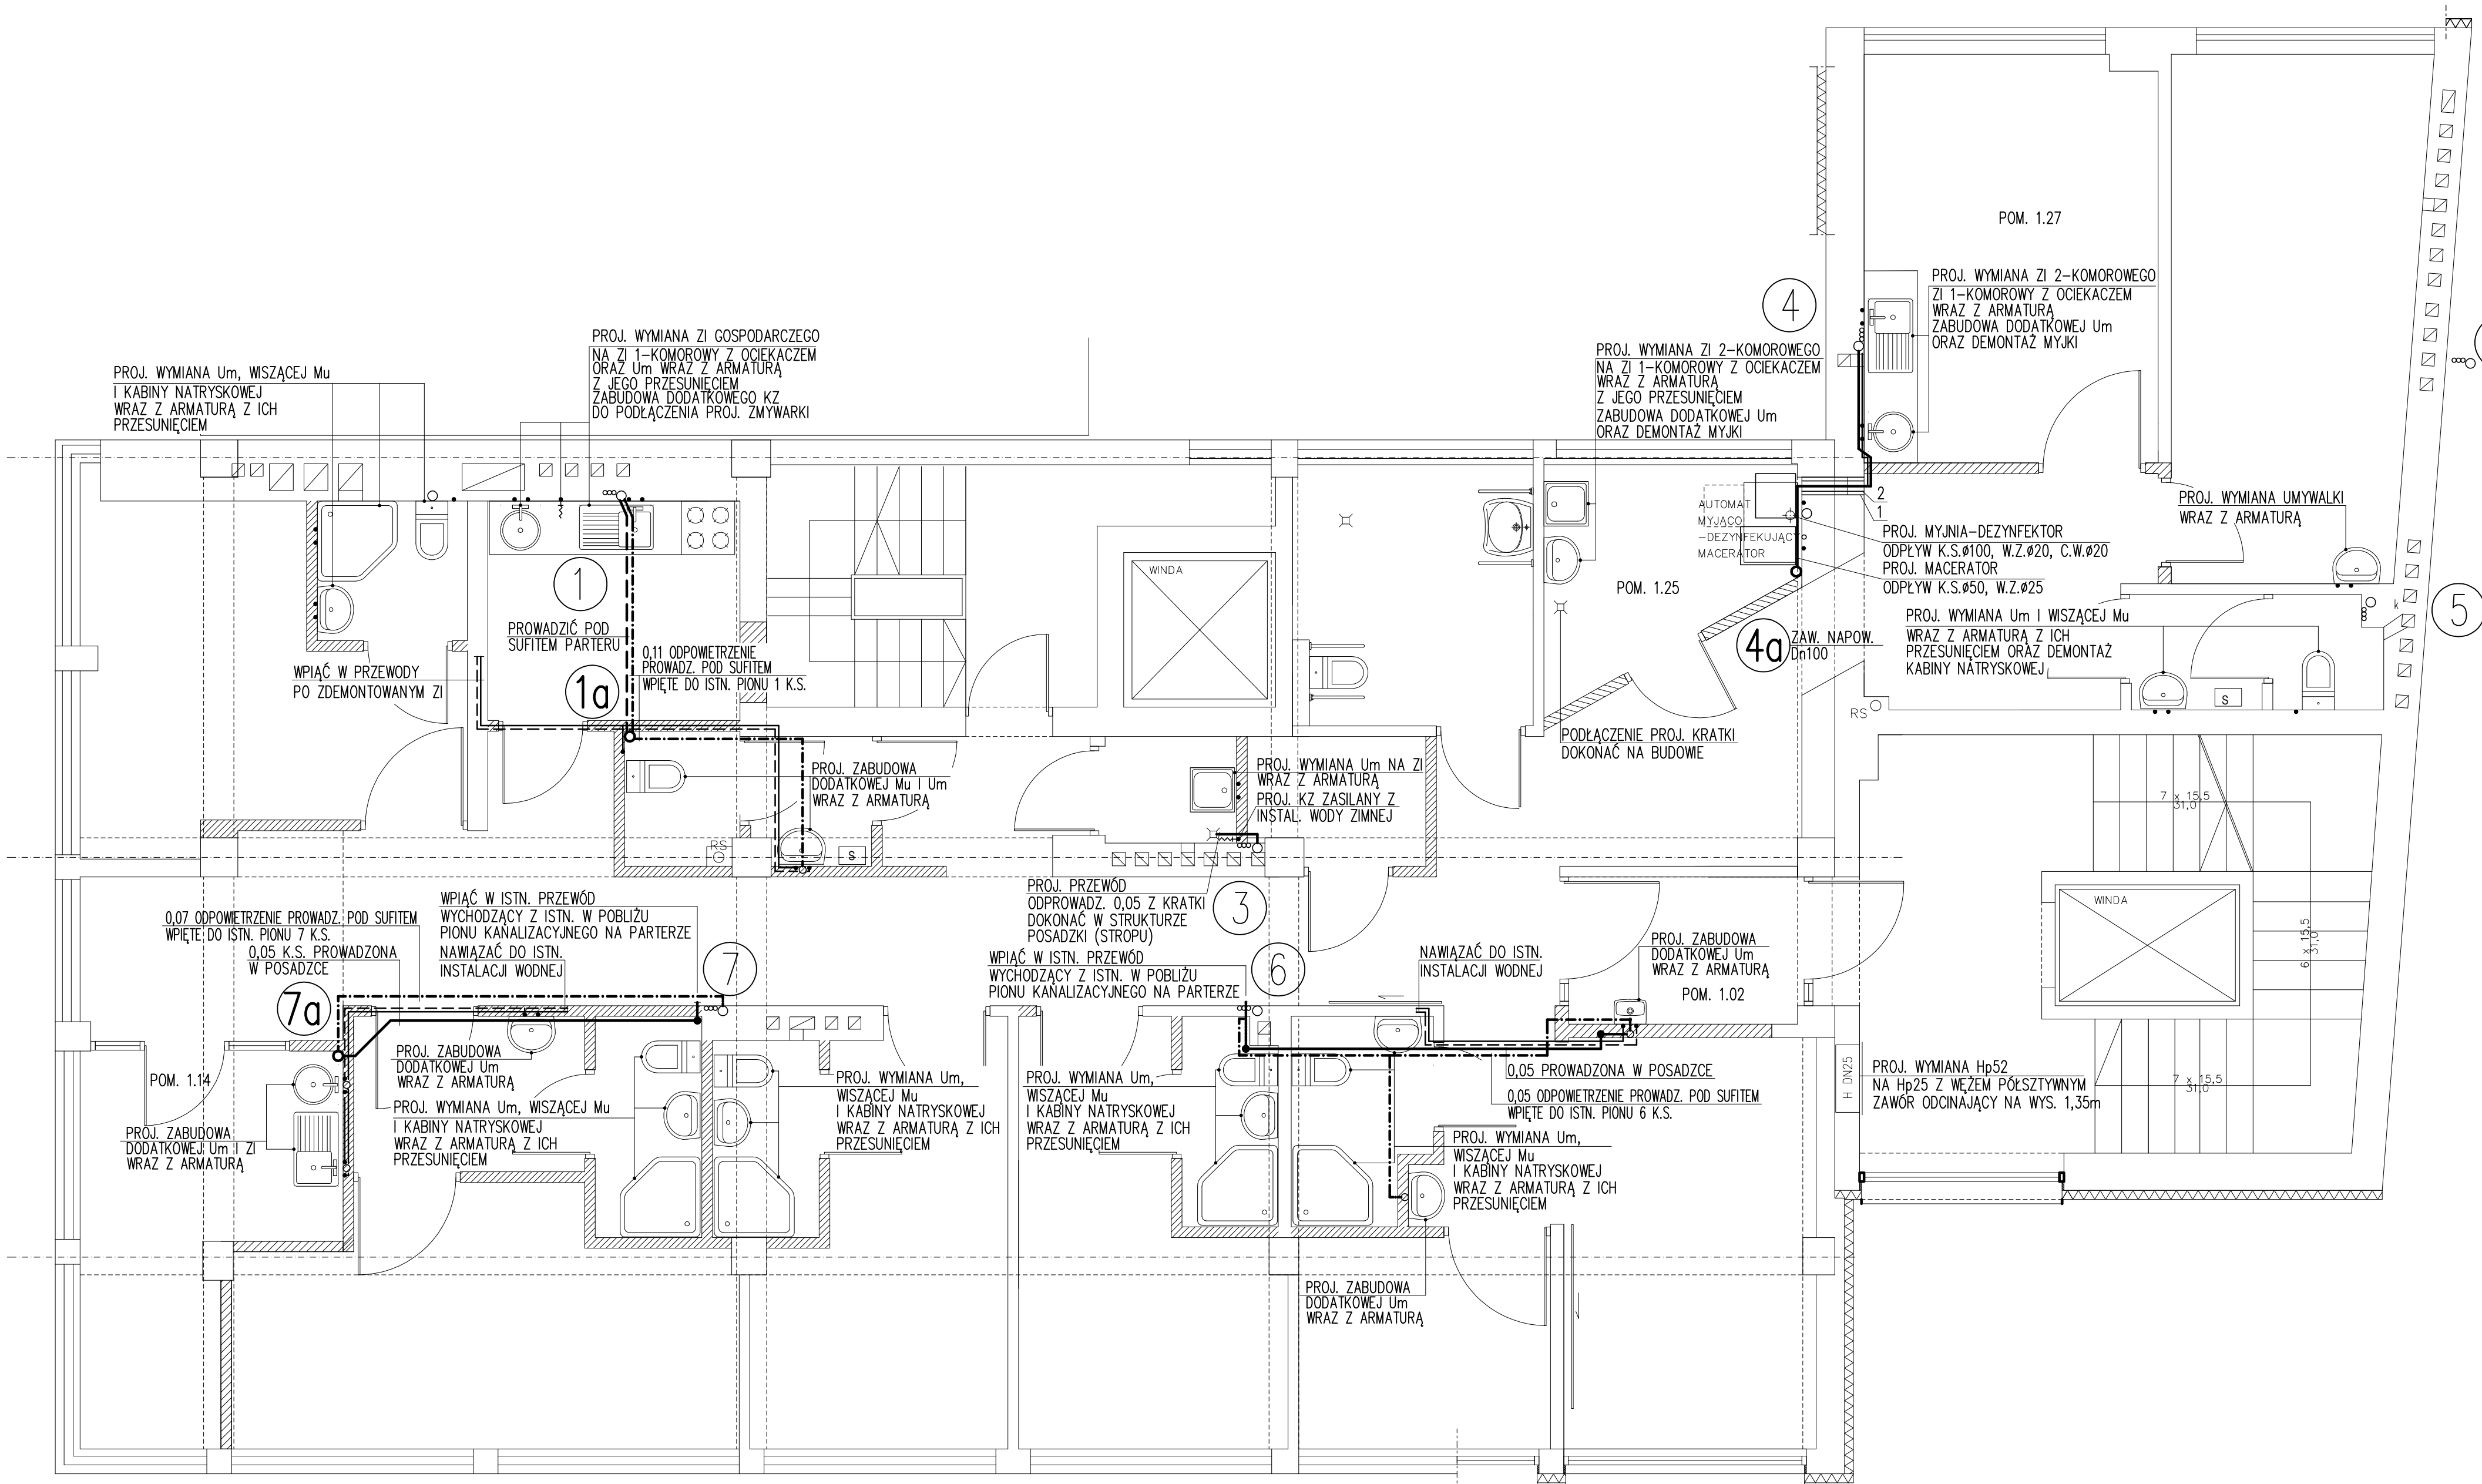 POM. 1.27
PROJ. WYMIANA ZI 2-KOMOROWEGO
ZI 1-KOMOROWY Z OCIEKACZEM
WRAZ Z ARMATURĄ
ZABUDOWA DODATKOWEJ Um
ORAZ DEMONTAŻ MYJKI
4
PROJ. WYMIANA ZI GOSPODARCZEGO
NA ZI 1-KOMOROWY Z OCIEKACZEM
ORAZ Um WRAZ Z ARMATURĄ
Z JEGO PRZESUNIĘCIEM
ZABUDOWA DODATKOWEGO KZ
DO PODŁĄCZENIA PROJ. ZMYWARKI
PROJ. WYMIANA ZI 2-KOMOROWEGO
NA ZI 1-KOMOROWY Z OCIEKACZEM
WRAZ Z ARMATURĄ
Z JEGO PRZESUNIĘCIEM
ZABUDOWA DODATKOWEJ Um
ORAZ DEMONTAŻ MYJKI
PROJ. WYMIANA Um, WISZĄCEJ Mu
I KABINY NATRYSKOWEJ
WRAZ Z ARMATURĄ Z ICH
PRZESUNIĘCIEM
2
1
PROJ. WYMIANA UMYWALKI
WRAZ Z ARMATURĄ
AUTOMAT
MYJĄCO
-DEZYNFEKUJĄCY
MACERATOR
PROJ. MYJNIA-DEZYNFEKTOR
ODPŁYW K.S.ø100, W.Z.ø20, C.W.ø20
PROJ. MACERATOR
ODPŁYW K.S.ø50, W.Z.ø25
WINDA
1
POM. 1.25
k
5
PROJ. WYMIANA Um I WISZĄCEJ Mu
WRAZ Z ARMATURĄ Z ICH
PRZESUNIĘCIEM ORAZ DEMONTAŻ
KABINY NATRYSKOWEJ
PROWADZIĆ POD
SUFITEM PARTERU
4a
ZAW. NAPOW.
Dn100
0,11 ODPOWIETRZENIE
PROWADZ. POD SUFITEM
WPIĘTE DO ISTN. PIONU 1 K.S.
WPIĄĆ W PRZEWODY
PO ZDEMONTOWANYM ZI
1a
S
RS
PODŁĄCZENIE PROJ. KRATKI
DOKONAĆ NA BUDOWIE
PROJ. ZABUDOWA
DODATKOWEJ Mu I Um
WRAZ Z ARMATURĄ
PROJ. WYMIANA Um NA ZI
WRAZ Z ARMATURĄ
PROJ. KZ ZASILANY Z
INSTAL. WODY ZIMNEJ
7 x 15,5
31,0
RS
S
PROJ. PRZEWÓD
ODPROWADZ. 0,05 Z KRATKI
DOKONAĆ W STRUKTURZE
POSADZKI (STROPU)
3
WINDA
6 x 15,5
31,0
0,07 ODPOWIETRZENIE PROWADZ. POD SUFITEM
WPIĘTE DO ISTN. PIONU 7 K.S.
0,05 K.S. PROWADZONA
W POSADZCE
WPIĄĆ W ISTN. PRZEWÓD
WYCHODZĄCY Z ISTN. W POBLIŻU
PIONU KANALIZACYJNEGO NA PARTERZE
NAWIĄZAĆ DO ISTN.
INSTALACJI WODNEJ
7
WPIĄĆ W ISTN. PRZEWÓD
WYCHODZĄCY Z ISTN. W POBLIŻU
PIONU KANALIZACYJNEGO NA PARTERZE
6
NAWIĄZAĆ DO ISTN.
INSTALACJI WODNEJ
PROJ. ZABUDOWA
DODATKOWEJ Um
WRAZ Z ARMATURĄ
POM. 1.02
7a
POM. 1.14
PROJ. ZABUDOWA
DODATKOWEJ Um
WRAZ Z ARMATURĄ
PROJ. WYMIANA Um, WISZĄCEJ Mu
I KABINY NATRYSKOWEJ
WRAZ Z ARMATURĄ Z ICH
PRZESUNIĘCIEM
PROJ. ZABUDOWA
DODATKOWEJ Um I ZI
WRAZ Z ARMATURĄ
PROJ. WYMIANA Um,
WISZĄCEJ Mu
I KABINY NATRYSKOWEJ
WRAZ Z ARMATURĄ Z ICH
PRZESUNIĘCIEM
PROJ. WYMIANA Um,
WISZĄCEJ Mu
I KABINY NATRYSKOWEJ
WRAZ Z ARMATURĄ Z ICH
PRZESUNIĘCIEM
0,05 PROWADZONA W POSADZCE
0,05 ODPOWIETRZENIE PROWADZ. POD SUFITEM
WPIĘTE DO ISTN. PIONU 6 K.S.
PROJ. WYMIANA Um,
WISZĄCEJ Mu
I KABINY NATRYSKOWEJ
WRAZ Z ARMATURĄ Z ICH
PRZESUNIĘCIEM
H DN25
PROJ. WYMIANA Hp52
NA Hp25 Z WĘŻEM PÓŁSZTYWNYM
ZAWÓR ODCINAJĄCY NA WYS. 1,35m
7 x 15,5
31,0
PROJ. ZABUDOWA
DODATKOWEJ Um
WRAZ Z ARMATURĄ